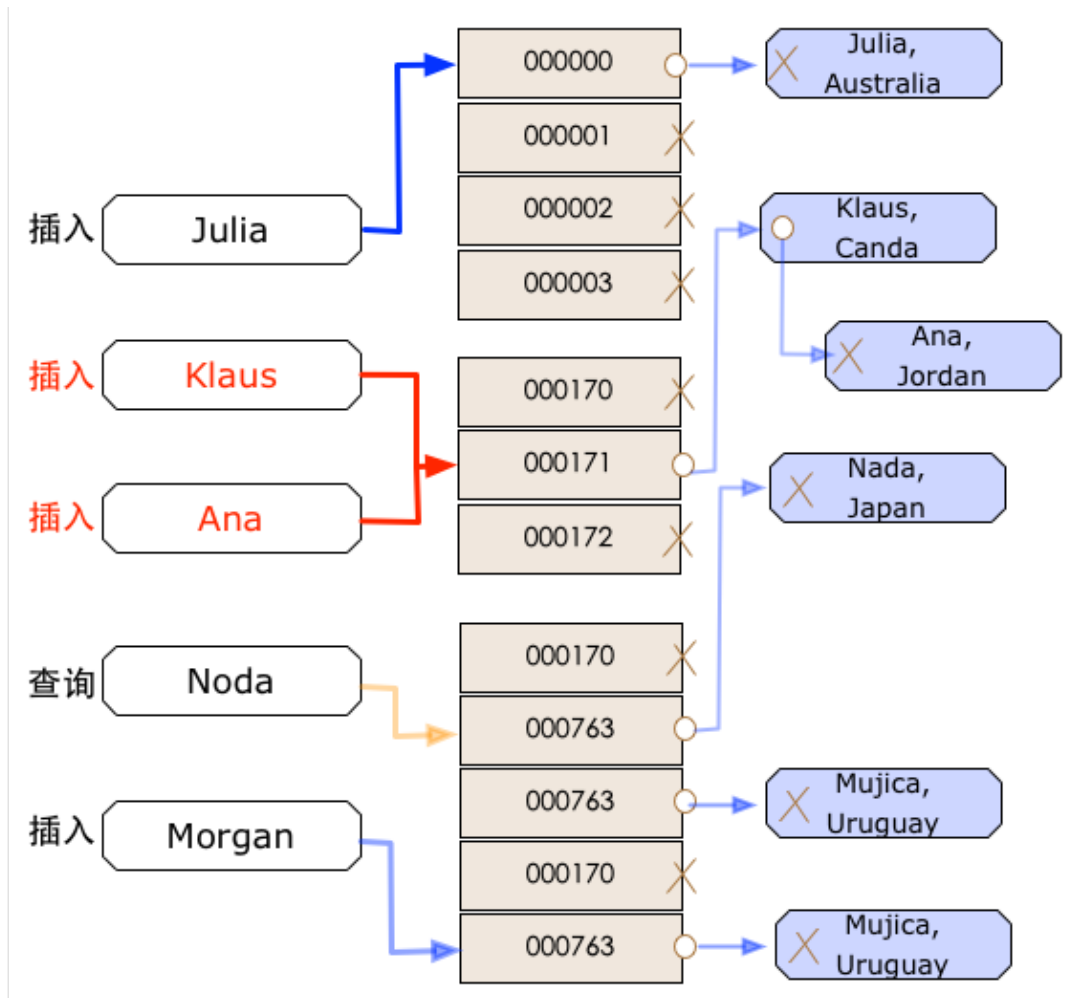 000000
Julia,
Australia
000001
插入 Julia
000002
Klaus,
Canda
000003
Ana,
Jordan
插入 Klaus
000170
000171
Nada,
Japan
插入 Ana
000172
000170
查询 Noda
000763
000763
Mujica,
Uruguay
插入 Morgan
000170
000763
Mujica,
Uruguay